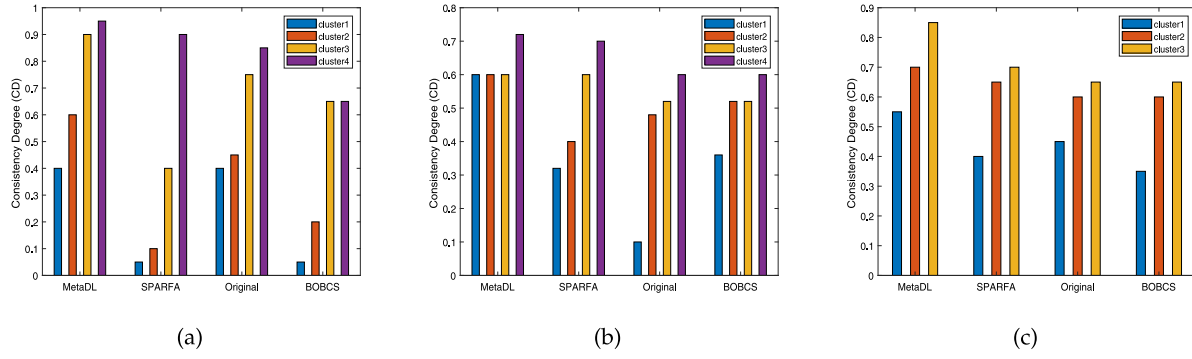 Consistency Degree (CD)
1
0.9
0.8
0.7
0.6
0.5
0.4
0.3
0.2
0.1
0
MetaDL SPARFA Original BOBCS
cluster1
cluster2
cluster3
cluster4
(a)
Consistency Degree (CD)
0.8
0.7
0.6
0.5
0.4
0.3
0.2
0.1
0
MetaDL SPARFA Original BOBCS
cluster1
cluster2
cluster3
cluster4
(b)
Consistency Degree (CD)
0.9
0.8
0.7
0.6
0.5
0.4
0.3
0.2
0.1
0
MetaDL SPARFA Original BOBCS
cluster1
cluster2
cluster3
(c)